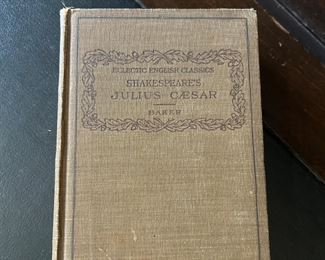 ECLECTIC ENGLISH CLASSICS
SHAKESPEARE'S
JULIUS CÆSAR
BAKER